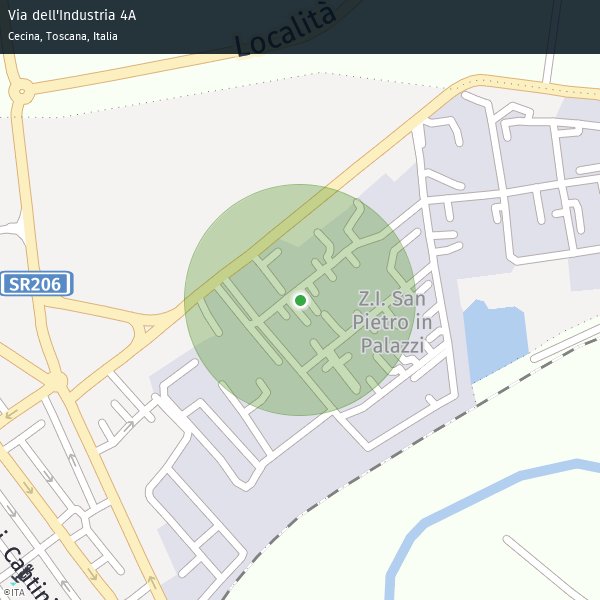 Via dell'Industria 4A
Cecina, Toscana, Italia
Località
SR206
Z.I. San
Pietro in
Palazzi
©ITA